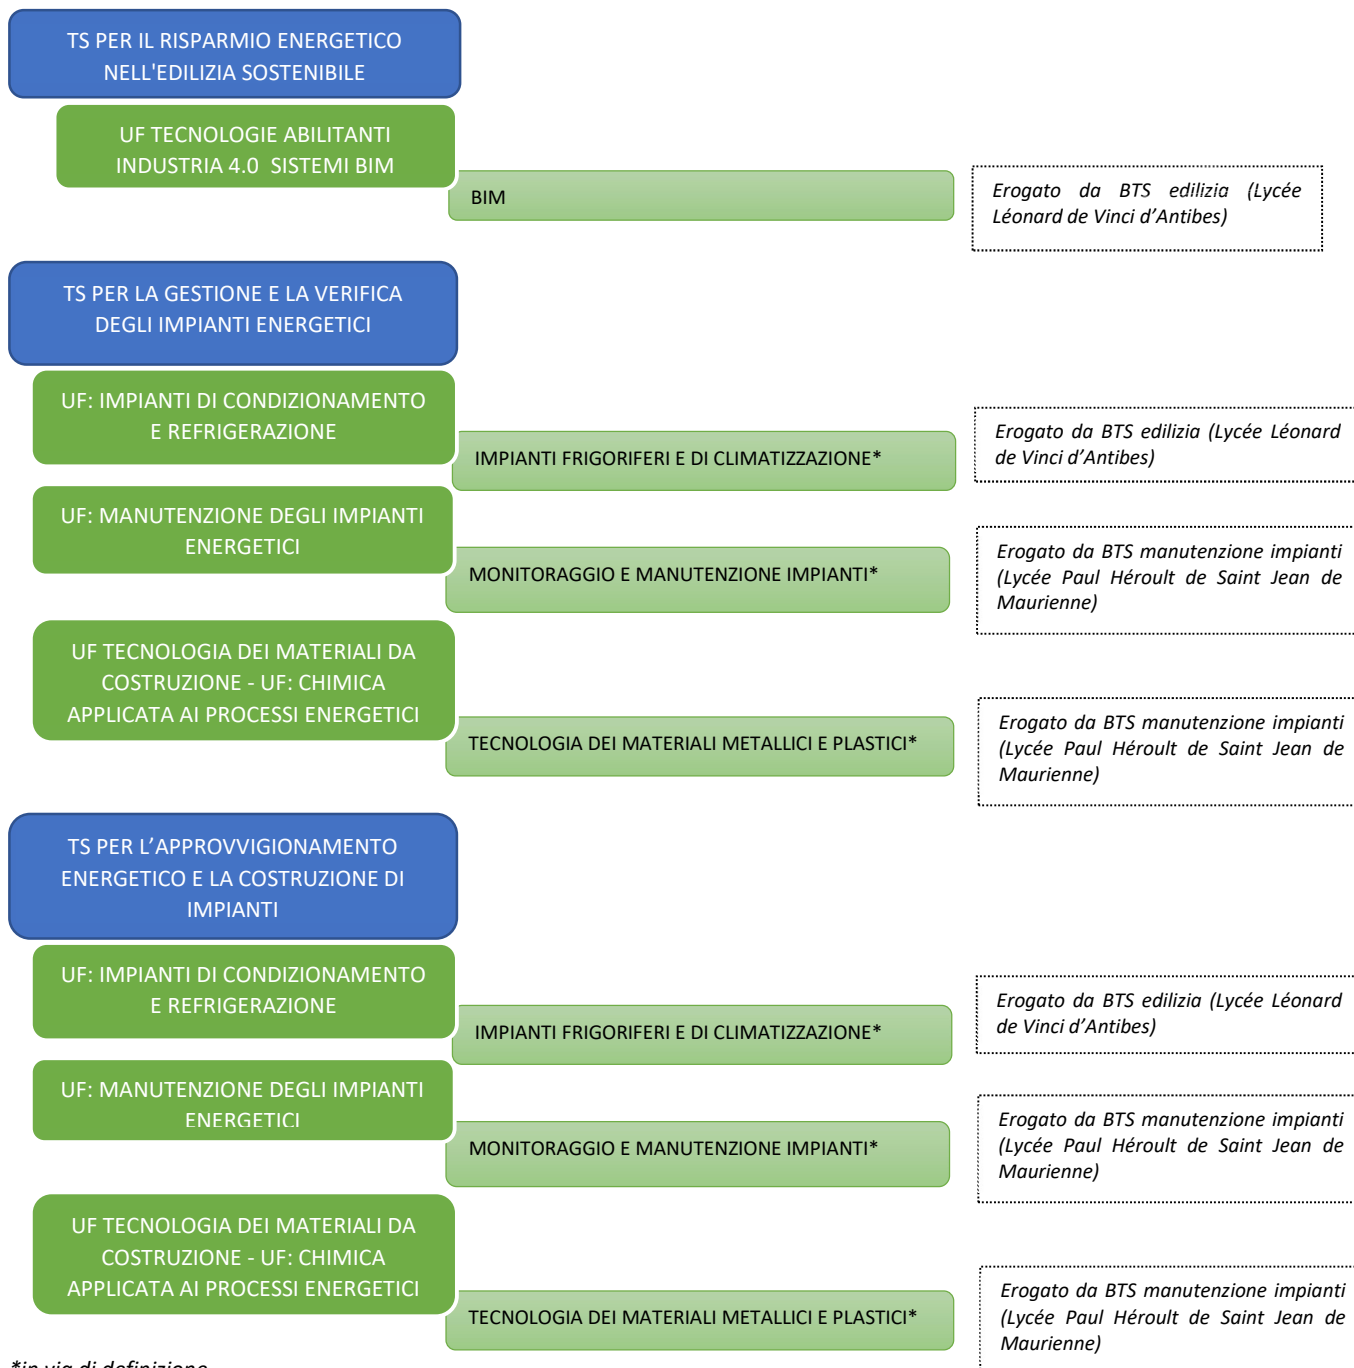 TS PER IL RISPARMIO ENERGETICO
NELL'EDILIZIA SOSTENIBILE
UF TECNOLOGIE ABILITANTI
INDUSTRIA 4.0 SISTEMI BIM
BIM
Erogato da BTS edilizia (Lycée
Léonard de Vinci d’Antibes)
TS PER LA GESTIONE E LA VERIFICA
DEGLI IMPIANTI ENERGETICI
UF: IMPIANTI DI CONDIZIONAMENTO
E REFRIGERAZIONE
IMPIANTI FRIGORIFERI E DI CLIMATIZZAZIONE*
Erogato da BTS edilizia (Lycée Léonard
de Vinci d’Antibes)
UF: MANUTENZIONE DEGLI IMPIANTI
ENERGETICI
MONITORAGGIO E MANUTENZIONE IMPIANTI*
Erogato da BTS manutenzione impianti
(Lycée Paul Héroult de Saint Jean de
Maurienne)
UF TECNOLOGIA DEI MATERIALI DA
COSTRUZIONE - UF: CHIMICA
APPLICATA AI PROCESSI ENERGETICI
TECNOLOGIA DEI MATERIALI METALLICI E PLASTICI*
Erogato da BTS manutenzione impianti
(Lycée Paul Héroult de Saint Jean de
Maurienne)
TS PER L’APPROVVIGIONAMENTO
ENERGETICO E LA COSTRUZIONE DI
IMPIANTI
UF: IMPIANTI DI CONDIZIONAMENTO
E REFRIGERAZIONE
IMPIANTI FRIGORIFERI E DI CLIMATIZZAZIONE*
Erogato da BTS edilizia (Lycée Léonard
de Vinci d’Antibes)
UF: MANUTENZIONE DEGLI IMPIANTI
ENERGETICI
MONITORAGGIO E MANUTENZIONE IMPIANTI*
Erogato da BTS manutenzione impianti
(Lycée Paul Héroult de Saint Jean de
Maurienne)
UF TECNOLOGIA DEI MATERIALI DA
COSTRUZIONE - UF: CHIMICA
APPLICATA AI PROCESSI ENERGETICI
TECNOLOGIA DEI MATERIALI METALLICI E PLASTICI*
Erogato da BTS manutenzione impianti
(Lycée Paul Héroult de Saint Jean de
Maurienne)
*in via di definizione